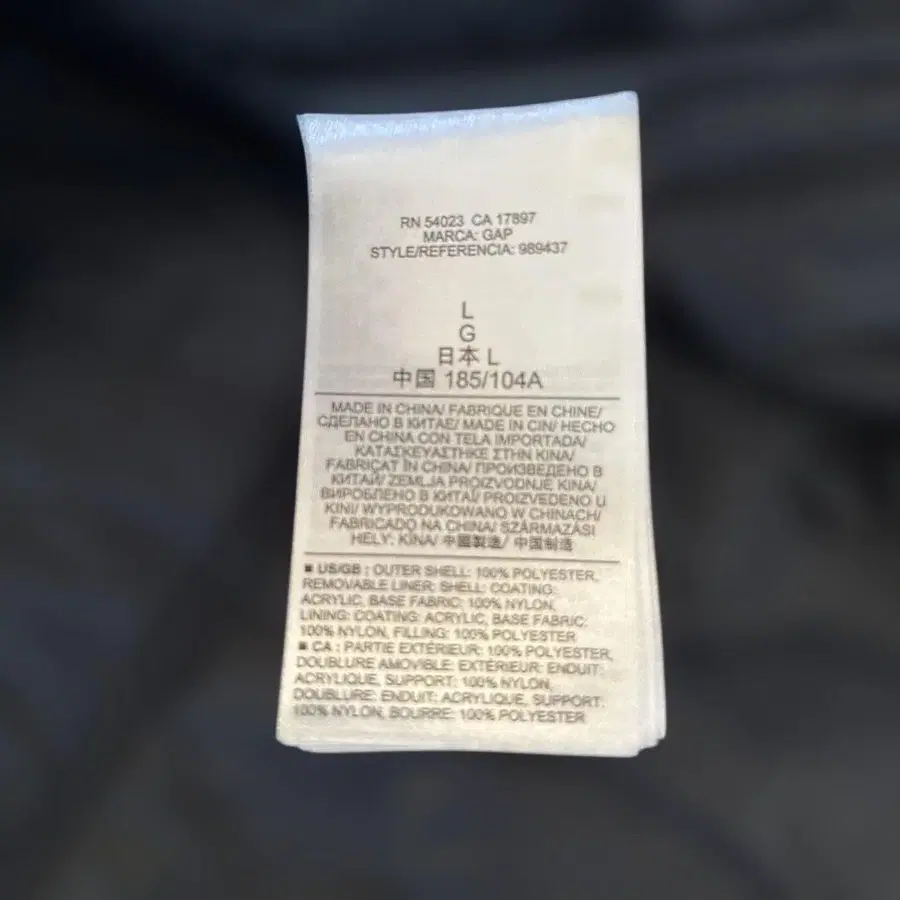 RN 54023 CA 17897
MARCA: GAP
STYLE/REFERENCIA: 989437
L
G
日本 L
中国 185/104A
MADE IN CHINA/ FABRIQUE EN CHINE/
СДЕЛАНО В КИТАЕ/ MADE IN CIN/ HECHO
EN CHINA CON TELA IMPORTADA/
ΚΑΤΑΣΚΕΥΑΣΤΗΚΕ ΣΤΗΝ ΚΙΝΑ/
FABRICAT ÎN CHINA/ ПРОИЗВЕДЕНО В
КИТАЙ/ ZEMLJA PROIZVODNJE KINA/
ВИРОБЛЕНО В КИТАЇ/ PROIZVEDENO U
KINI/ WYPRODUKOWANO W CHINACH/
FABRICADO NA CHINA/ SZÁRMAZÁSI
HELY: KÍNA/ 中國製造/ 中国制造
■ US/GB : OUTER SHELL: 100% POLYESTER,
REMOVABLE LINER: SHELL: COATING:
ACRYLIC, BASE FABRIC: 100% NYLON,
LINING: COATING: ACRYLIC, BASE FABRIC:
100% NYLON, FILLING: 100% POLYESTER
■ CA : PARTIE EXTÉRIEUR: 100% POLYESTER,
DOUBLURE AMOVIBLE: EXTÉRIEUR: ENDUIT:
ACRYLIQUE, SUPPORT: 100% NYLON,
DOUBLURE: ENDUIT: ACRYLIQUE, SUPPORT:
100% NYLON, BOURRE: 100% POLYESTER